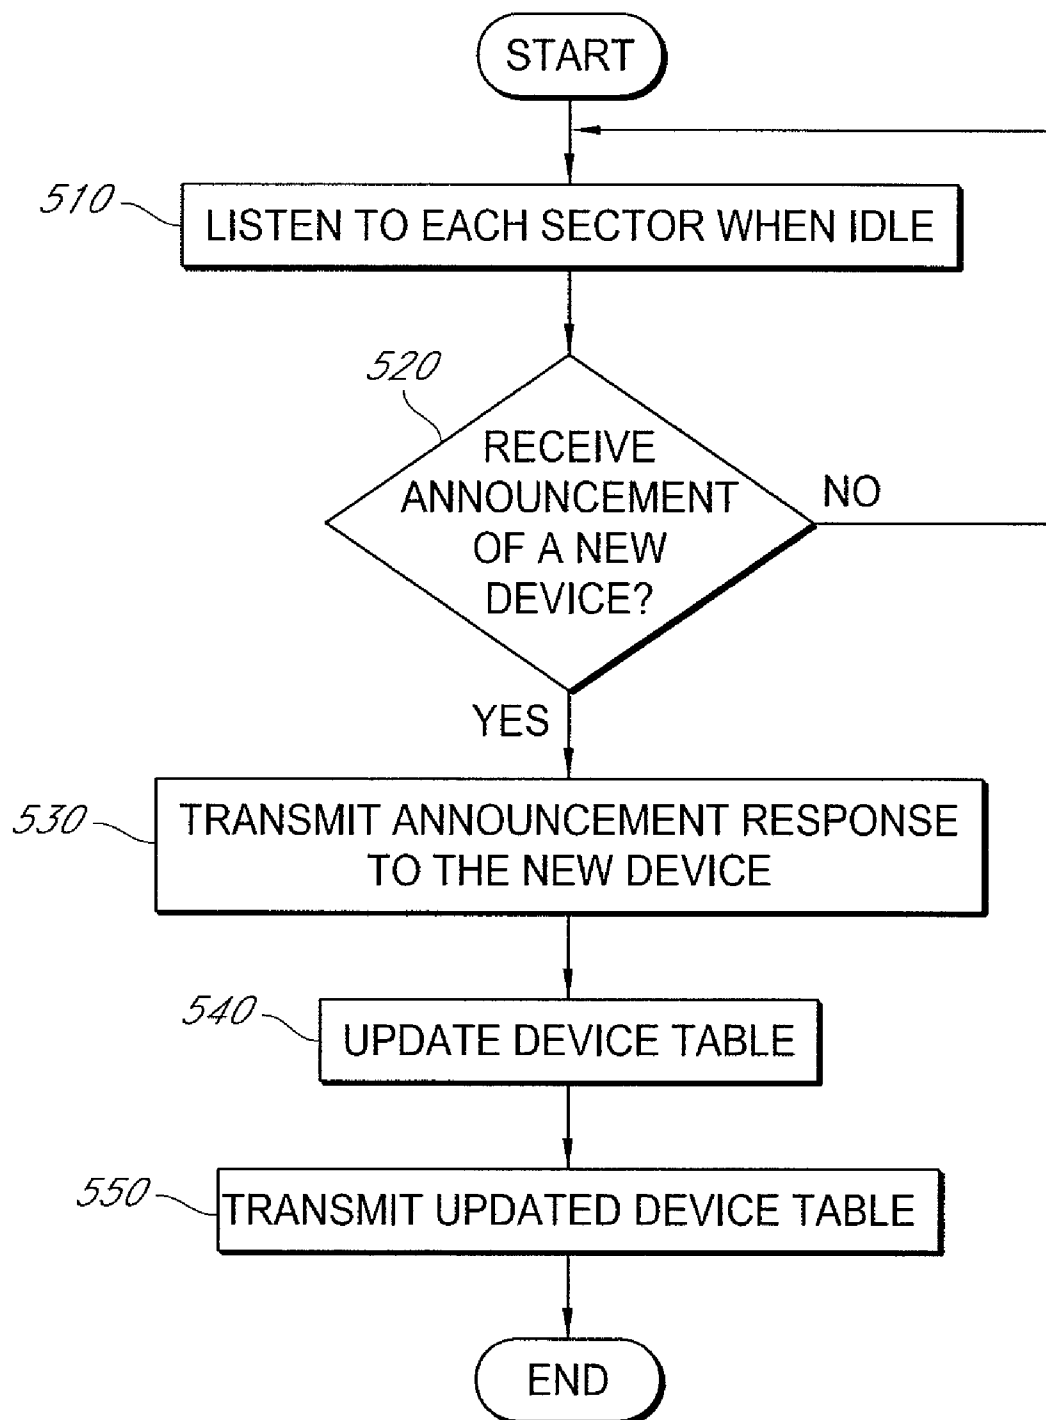 START
510
LISTEN TO EACH SECTOR WHEN IDLE
520
RECEIVE
ANNOUNCEMENT
OF A NEW
DEVICE?
NO
YES
530
TRANSMIT ANNOUNCEMENT RESPONSE
TO THE NEW DEVICE
540
UPDATE DEVICE TABLE
550
TRANSMIT UPDATED DEVICE TABLE
END